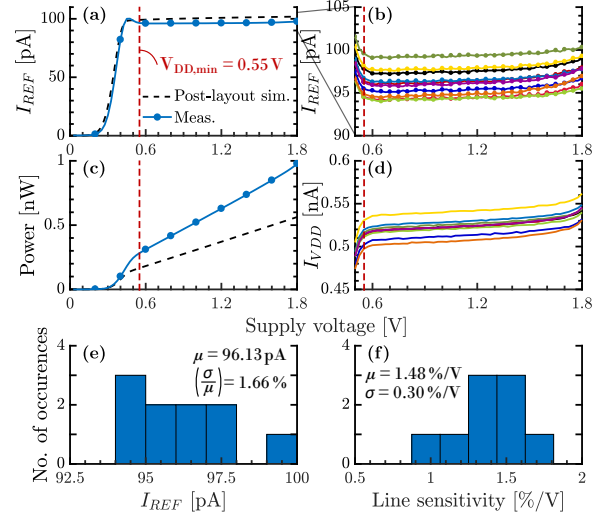 (a)
(b)
I_REF [pA]
100
50
0
0
0.6
1.2
1.8
V_DD,min = 0.55 V
Post-layout sim.
Meas.
I_REF [pA]
105
100
95
90
0.6
1.2
1.8
(c)
(d)
Power [nW]
1
0.5
0
0
0.6
1.2
1.8
I_VDD [nA]
0.6
0.55
0.5
0.45
0.6
1.2
1.8
Supply voltage [V]
(e)
(f)
No. of occurences
4
2
0
92.5
95
97.5
100
μ = 96.13 pA
(σ/μ) = 1.66 %
I_REF [pA]
4
2
0
0.5
1
1.5
2
μ = 1.48 %/V
σ = 0.30 %/V
Line sensitivity [%/V]